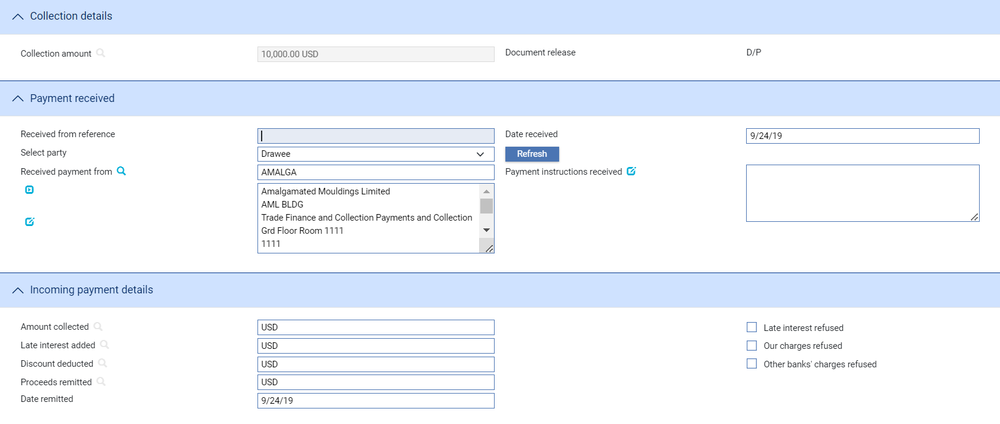 Collection details
Collection amount 10,000.00 USD Document release D/P
Payment received
Received from reference Date received 9/24/19
Select party Drawee Refresh
Received payment from AMALGA Payment instructions received
Amalgamated Mouldings Limited
AML BLDG
Trade Finance and Collection Payments and Collection
Grd Floor Room 1111
1111
Incoming payment details
Amount collected USD Late interest refused
Late interest added USD Our charges refused
Discount deducted USD Other banks' charges refused
Proceeds remitted USD
Date remitted 9/24/19